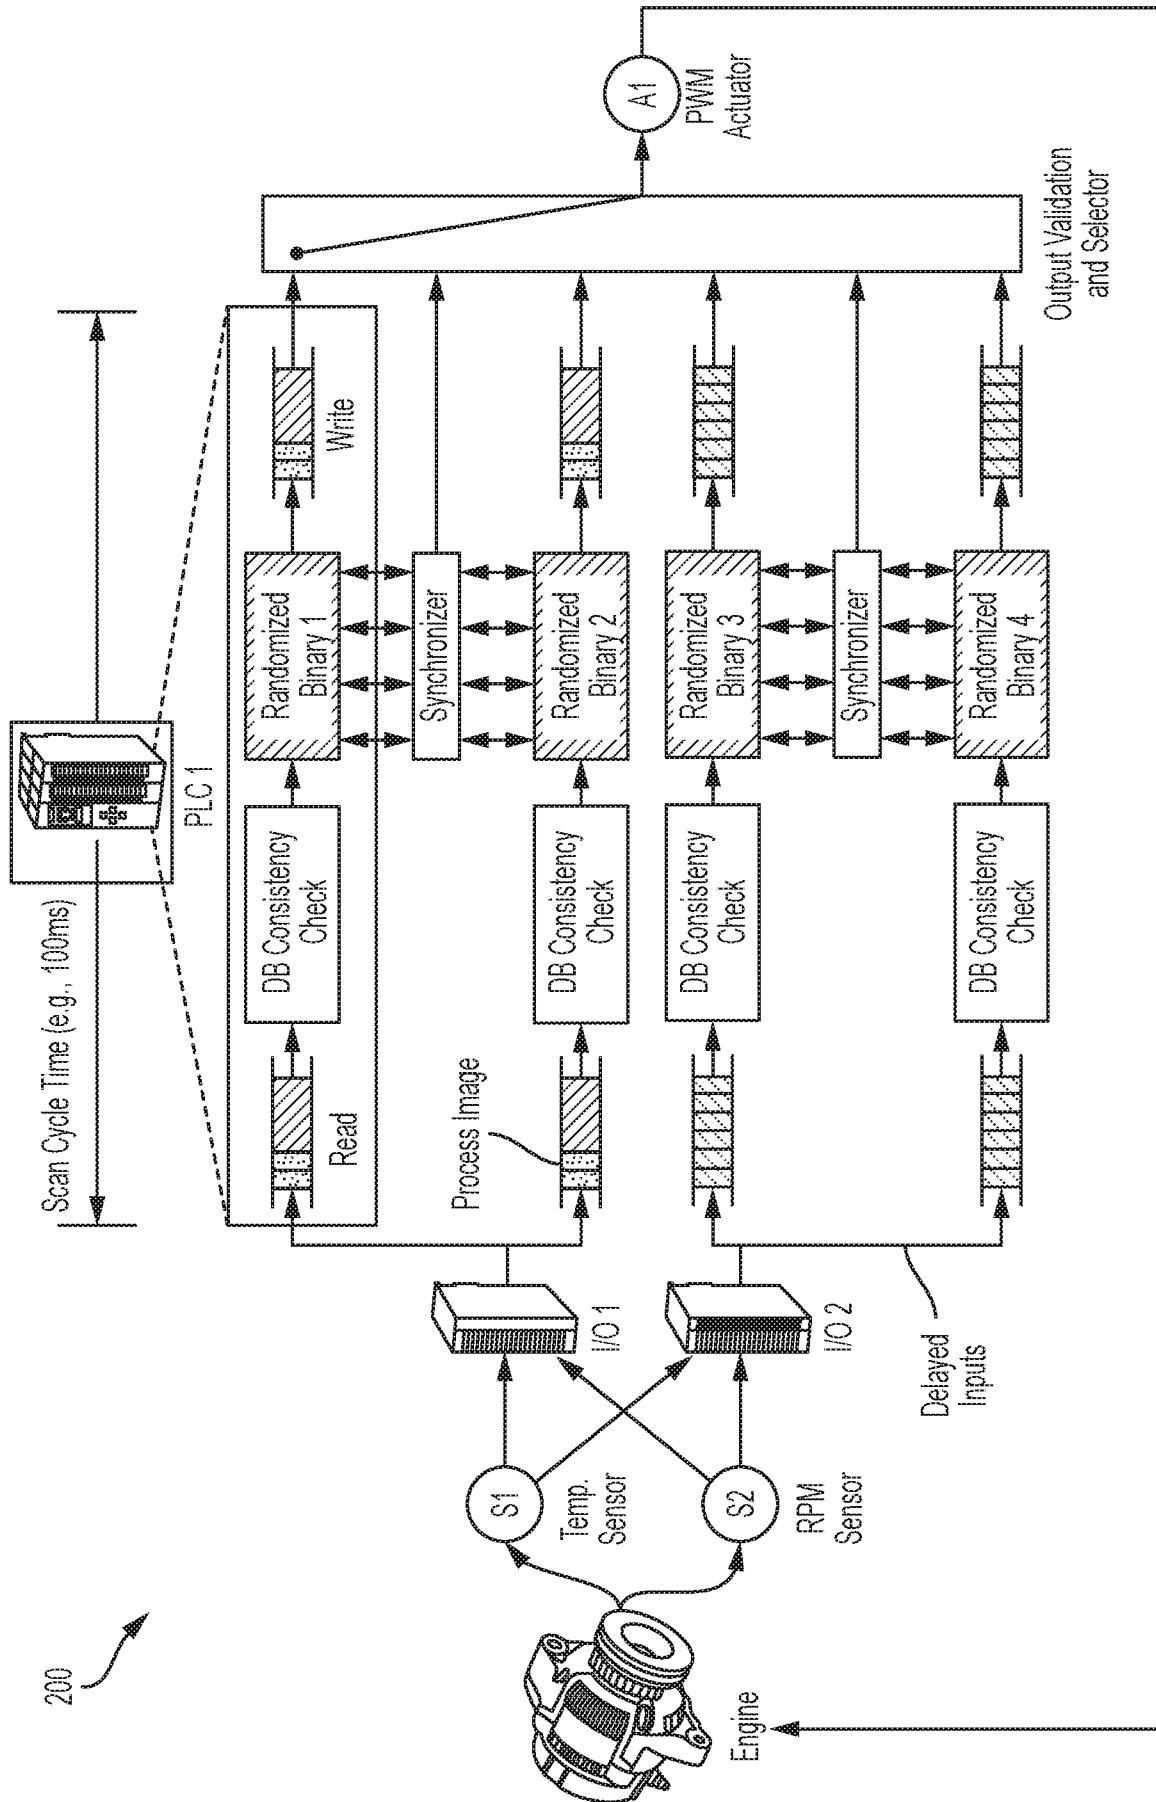 200
Scan Cycle Time (e.g., 100ms)
PLC 1
Engine
S1
Temp.
Sensor
S2
RPM
Sensor
I/O 1
I/O 2
Delayed
Inputs
Process Image
Read
DB Consistency
Check
Randomized
Binary 1
Write
Synchronizer
DB Consistency
Check
Randomized
Binary 2
DB Consistency
Check
Randomized
Binary 3
Synchronizer
DB Consistency
Check
Randomized
Binary 4
Output Validation
and Selector
A1
PWM
Actuator